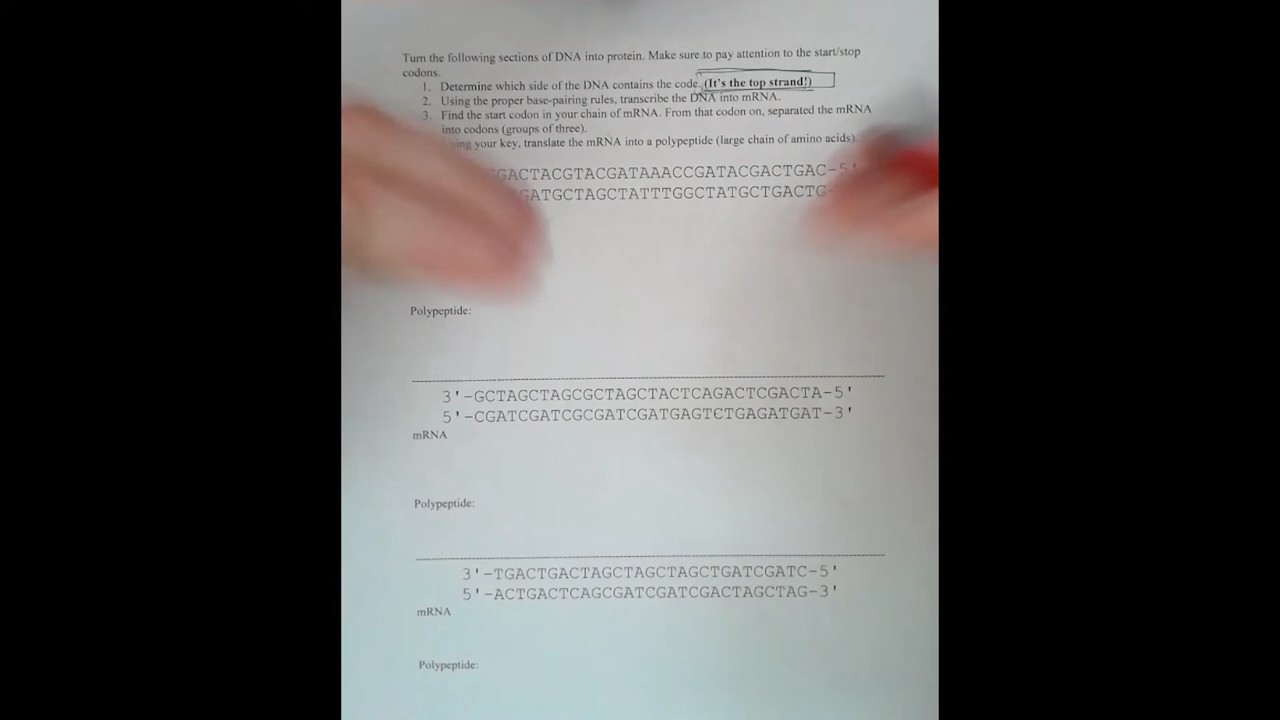 Turn the following sections of DNA into protein. Make sure to pay attention to the start/stop
codons.
1. Determine which side of the DNA contains the code. (It's the top strand!)
2. Using the proper base-pairing rules, transcribe the DNA into mRNA.
3. Find the start codon in your chain of mRNA. From that codon on, separated the mRNA
into codons (groups of three).
your key, translate the mRNA into a polypeptide (large chain of amino acids).
GACTACGTACGATAAACCGATACGACTGAC-5'
GATGCTAGCTATTTGGCTATGCTGACTG-
Polypeptide:
3'-GCTAGCTAGCGCTAGCTACTCAGACTCGACTA-5'
5'-CGATCGATCGCGATCGATGAGTCTGAGATGAT-3'
mRNA
Polypeptide:
3'-TGACTGACTAGCTAGCTAGCTGATCGATC-5'
5'-ACTGACTCAGCGATCGATCGACTAGCTAG-3'
mRNA
Polypeptide: